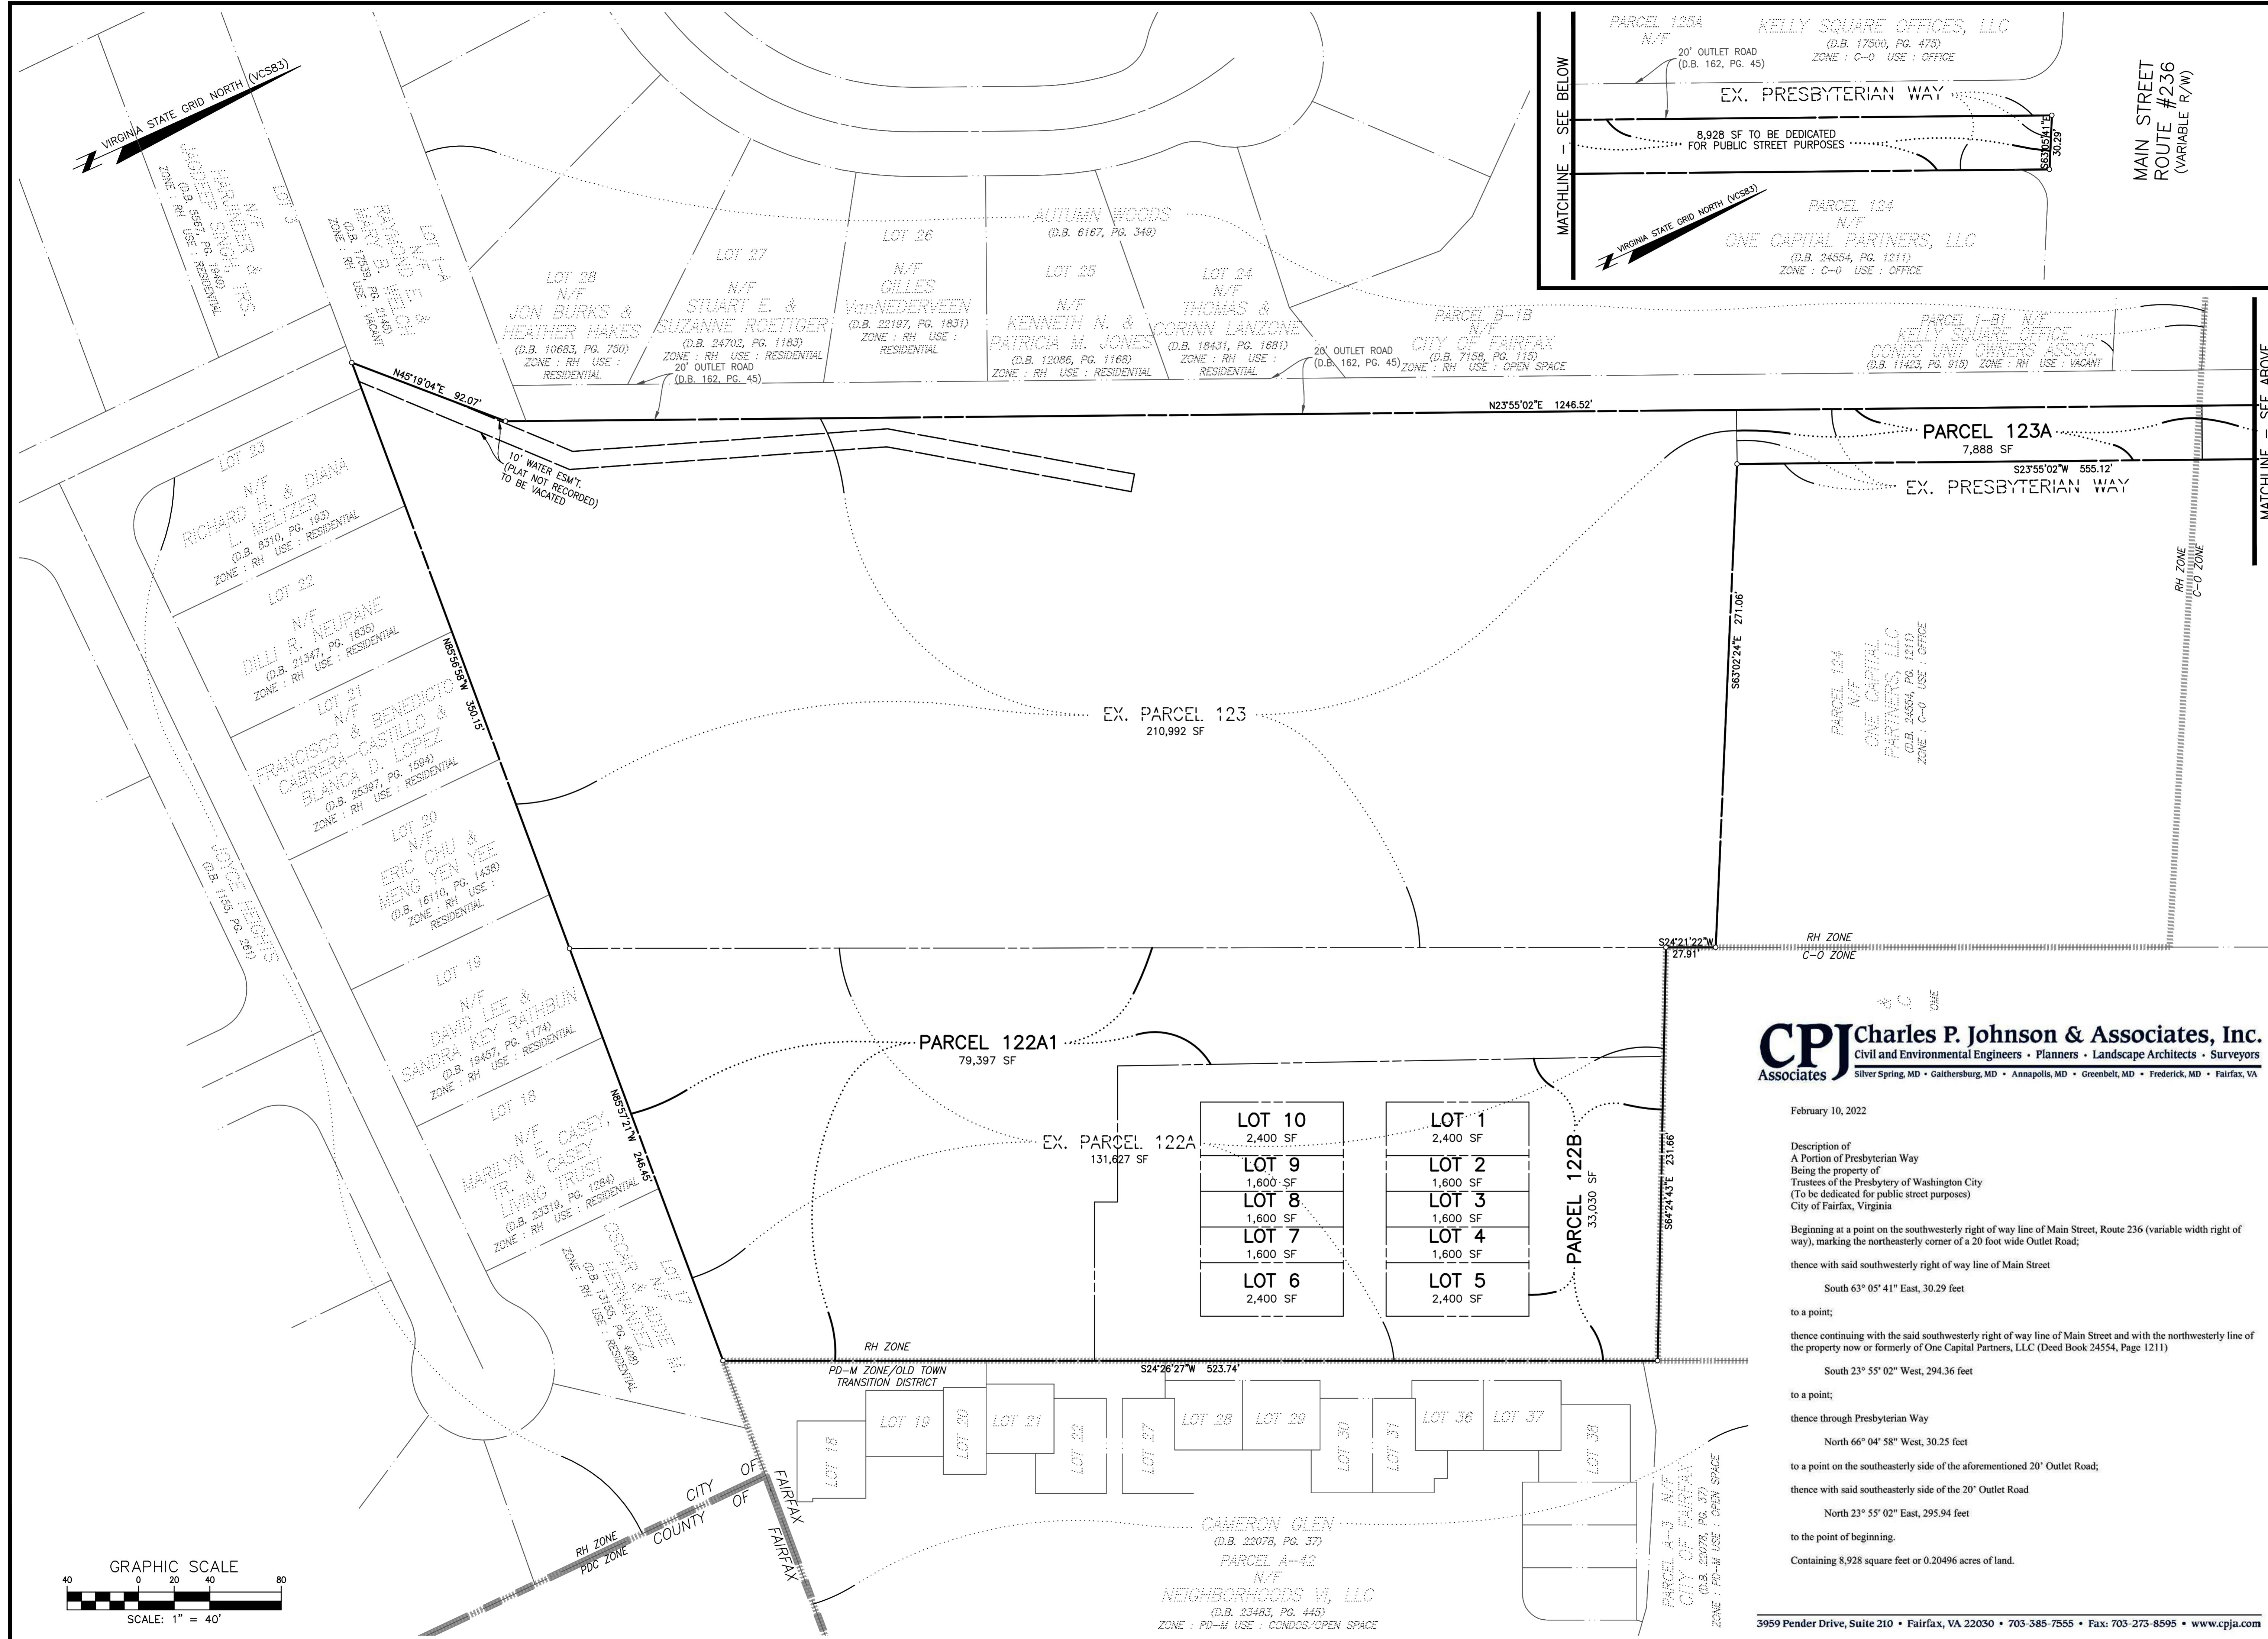 VIRGINIA STATE GRID NORTH (VCS83)
LOT 3
N/F
HARJINDER &
JAGDEEP SINGH, TRS.
(D.B. 5567, PG. 1949)
ZONE : RH USE : RESIDENTIAL
LOT 1-A
N/F
RAYMOND F. &
MARY B. WELCH
(D.B. 17539, PG. 2145)
ZONE : RH USE : VACANT
LOT 28
N/F
JON BURKS &
HEATHER HAKES
(D.B. 10683, PG. 750)
ZONE : RH USE :
RESIDENTIAL
LOT 27
N/F
STUART E. &
SUZANNE ROETTGER
(D.B. 24702, PG. 1183)
ZONE : RH USE : RESIDENTIAL
20' OUTLET ROAD
(D.B. 162, PG. 45)
LOT 26
N/F
GILLES
VanNEDERVEEN
(D.B. 22197, PG. 1831)
ZONE : RH USE :
RESIDENTIAL
AUTUMN WOODS
(D.B. 6167, PG. 349)
LOT 25
N/F
KENNETH N. &
PATRICIA M. JONES
(D.B. 12086, PG. 1168)
ZONE : RH USE : RESIDENTIAL
LOT 24
N/F
THOMAS &
CORINN LANZONE
(D.B. 18431, PG. 1681)
ZONE : RH USE :
RESIDENTIAL
20' OUTLET ROAD
(D.B. 162, PG. 45)
PARCEL B-1B
N/F
CITY OF FAIRFAX
(D.B. 7158, PG. 115)
ZONE : RH USE : OPEN SPACE
PARCEL 1-B1 N/F
KELLY SQUARE OFFICE
CONDO UNIT OWNERS ASSOC.
(D.B. 11423, PG. 915) ZONE : RH USE : VACANT
MATCHLINE - SEE BELOW
PARCEL 125A
N/F
KELLY SQUARE OFFICES, LLC
(D.B. 17500, PG. 475)
ZONE : C-O USE : OFFICE
20' OUTLET ROAD
(D.B. 162, PG. 45)
EX. PRESBYTERIAN WAY
8,928 SF TO BE DEDICATED
FOR PUBLIC STREET PURPOSES
S63°05'41"E
30.29'
MAIN STREET
ROUTE #236
(VARIABLE R/W)
VIRGINIA STATE GRID NORTH (VCS83)
PARCEL 124
N/F
ONE CAPITAL PARTNERS, LLC
(D.B. 24554, PG. 1211)
ZONE : C-O USE : OFFICE
MATCHLINE - SEE ABOVE
N45°19'04"E 92.07'
10' WATER ESM'T.
(PLAT NOT RECORDED)
TO BE VACATED
N23°55'02"E 1246.52'
PARCEL 123A
7,888 SF
S23°55'02"W 555.12'
EX. PRESBYTERIAN WAY
RH ZONE
C-O ZONE
LOT 23
N/F
RICHARD H. & DIANA
L. MELTZER
(D.B. 8310, PG. 193)
ZONE : RH USE : RESIDENTIAL
LOT 22
N/F
DILLI R. NEUPANE
(D.B. 21347, PG. 1835)
ZONE : RH USE : RESIDENTIAL
LOT 21
N/F
FRANCISCO & BENEDICTO
CABRERA-CASTILLO &
BLANCA D. LOPEZ
(D.B. 25397, PG. 1594)
ZONE : RH USE : RESIDENTIAL
N85°56'58"W 350.15'
LOT 20
N/F
ERIC CHU &
MENG YEN YEE
(D.B. 16110, PG. 1438)
ZONE : RH USE :
RESIDENTIAL
JOYCE HEIGHTS
(D.B. 1155, PG. 261)
LOT 19
N/F
DAVID LEE &
SANDRA KEY RATHBUN
(D.B. 19457, PG. 1174)
ZONE : RH USE : RESIDENTIAL
LOT 18
N/F
MARILYN E. CASEY,
TR. & CASEY
LIVING TRUST
(D.B. 23319, PG. 1284)
ZONE : RH USE : RESIDENTIAL
N85°57'21"W 246.45'
LOT 17
N/F
OSCAR & ADDIE M.
HERNANDEZ
(D.B. 13155, PG. 408)
ZONE : RH USE : RESIDENTIAL
EX. PARCEL 123
210,992 SF
S63°02'24"E 271.06'
PARCEL 124
N/F
ONE CAPITAL
PARTNERS, LLC
(D.B. 24554, PG. 1211)
ZONE : C-O USE : OFFICE
S24°21'22"W
27.91'
RH ZONE
C-O ZONE
PARCEL 122A1
79,397 SF
EX. PARCEL 122A
131,627 SF
LOT 10
2,400 SF
LOT 9
1,600 SF
LOT 8
1,600 SF
LOT 7
1,600 SF
LOT 6
2,400 SF
LOT 1
2,400 SF
LOT 2
1,600 SF
LOT 3
1,600 SF
LOT 4
1,600 SF
LOT 5
2,400 SF
PARCEL 122B
33,030 SF
S64°24'43"E 231.66'
RH ZONE
PD-M ZONE/OLD TOWN
TRANSITION DISTRICT
S24°26'27"W 523.74'
LOT 18
LOT 19
LOT 20
LOT 21
LOT 22
LOT 27
LOT 28
LOT 29
LOT 30
LOT 31
LOT 36
LOT 37
LOT 38
CITY OF FAIRFAX
COUNTY OF FAIRFAX
RH ZONE
PDC ZONE
CAMERON GLEN
(D.B. 22078, PG. 37)
PARCEL A-42
N/F
NEIGHBORHOODS VI, LLC
(D.B. 23483, PG. 445)
ZONE : PD-M USE : CONDOS/OPEN SPACE
PARCEL A-3 N/F
CITY OF FAIRFAX
(D.B. 22078, PG. 37)
ZONE : PD-M USE : OPEN SPACE
GRAPHIC SCALE
40 0 20 40 80
SCALE: 1" = 40'
CPJ
Associates
Charles P. Johnson & Associates, Inc.
Civil and Environmental Engineers • Planners • Landscape Architects • Surveyors
Silver Spring, MD • Gaithersburg, MD • Annapolis, MD • Greenbelt, MD • Frederick, MD • Fairfax, VA
February 10, 2022
Description of
A Portion of Presbyterian Way
Being the property of
Trustees of the Presbytery of Washington City
(To be dedicated for public street purposes)
City of Fairfax, Virginia
Beginning at a point on the southwesterly right of way line of Main Street, Route 236 (variable width right of
way), marking the northeasterly corner of a 20 foot wide Outlet Road;
thence with said southwesterly right of way line of Main Street
South 63° 05' 41" East, 30.29 feet
to a point;
thence continuing with the said southwesterly right of way line of Main Street and with the northwesterly line of
the property now or formerly of One Capital Partners, LLC (Deed Book 24554, Page 1211)
South 23° 55' 02" West, 294.36 feet
to a point;
thence through Presbyterian Way
North 66° 04' 58" West, 30.25 feet
to a point on the southeasterly side of the aforementioned 20' Outlet Road;
thence with said southeasterly side of the 20' Outlet Road
North 23° 55' 02" East, 295.94 feet
to the point of beginning.
Containing 8,928 square feet or 0.20496 acres of land.
3959 Pender Drive, Suite 210 • Fairfax, VA 22030 • 703-385-7555 • Fax: 703-273-8595 • www.cpja.com